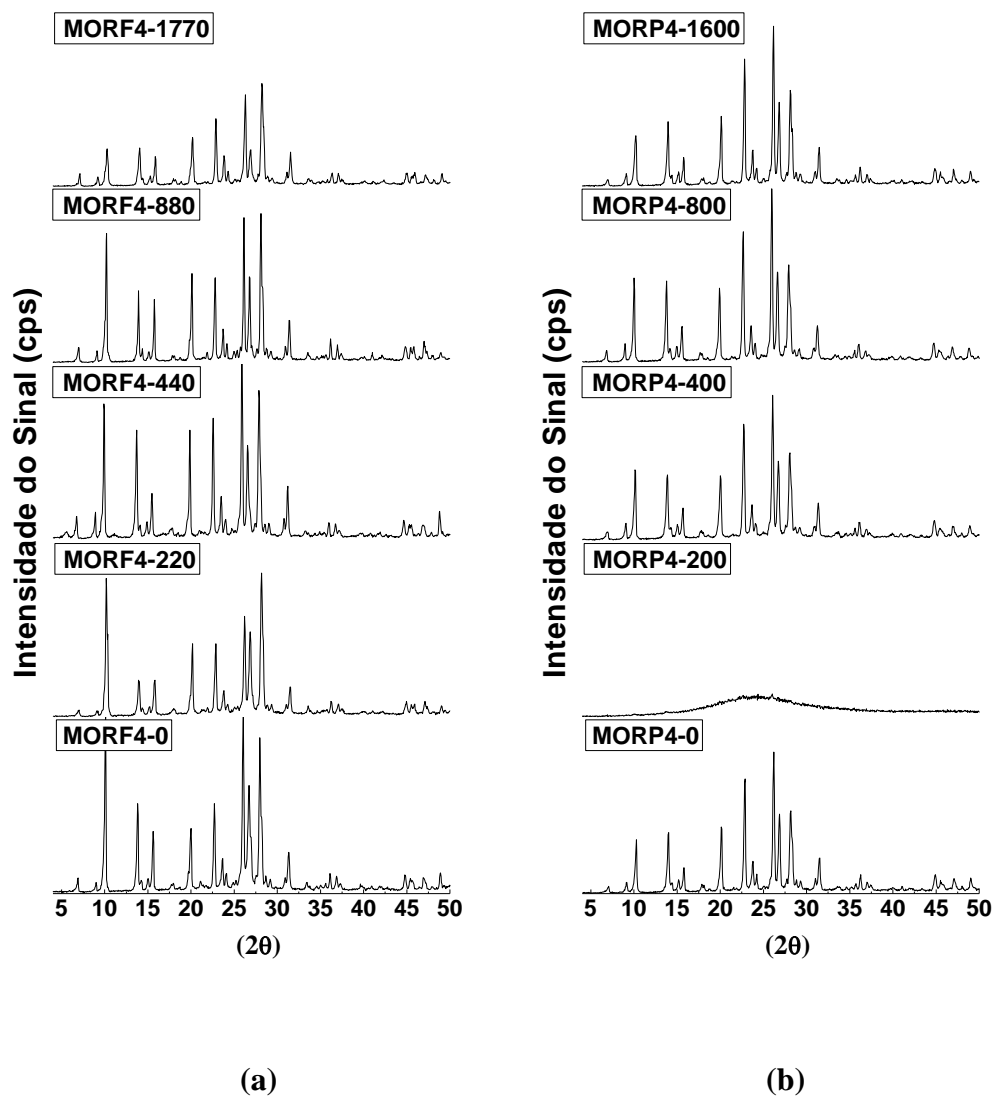 MORF4-1770
MORF4-880
MORF4-440
MORF4-220
MORF4-0
Intensidade do Sinal (cps)
5 10 15 20 25 30 35 40 45 50
(2θ)
(a)
MORP4-1600
MORP4-800
MORP4-400
MORP4-200
MORP4-0
Intensidade do Sinal (cps)
5 10 15 20 25 30 35 40 45 50
(2θ)
(b)